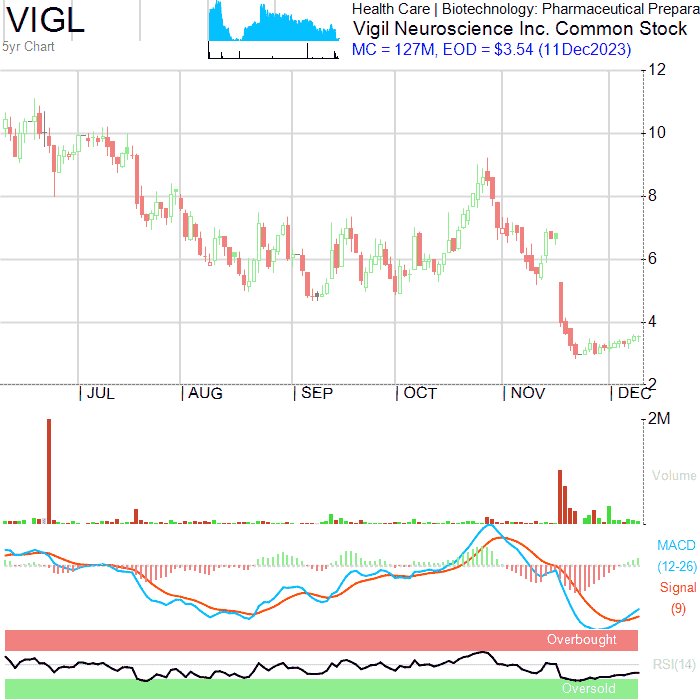 VIGL
5yr Chart
Health Care | Biotechnology: Pharmaceutical Prepara
Vigil Neuroscience Inc. Common Stock
MC = 127M, EOD = $3.54 (11Dec2023)
12
10
8
6
4
2
JUL AUG SEP OCT NOV DEC
2M
Volume
MACD
(12-26)
Signal
(9)
Overbought
RSI(14)
Oversold